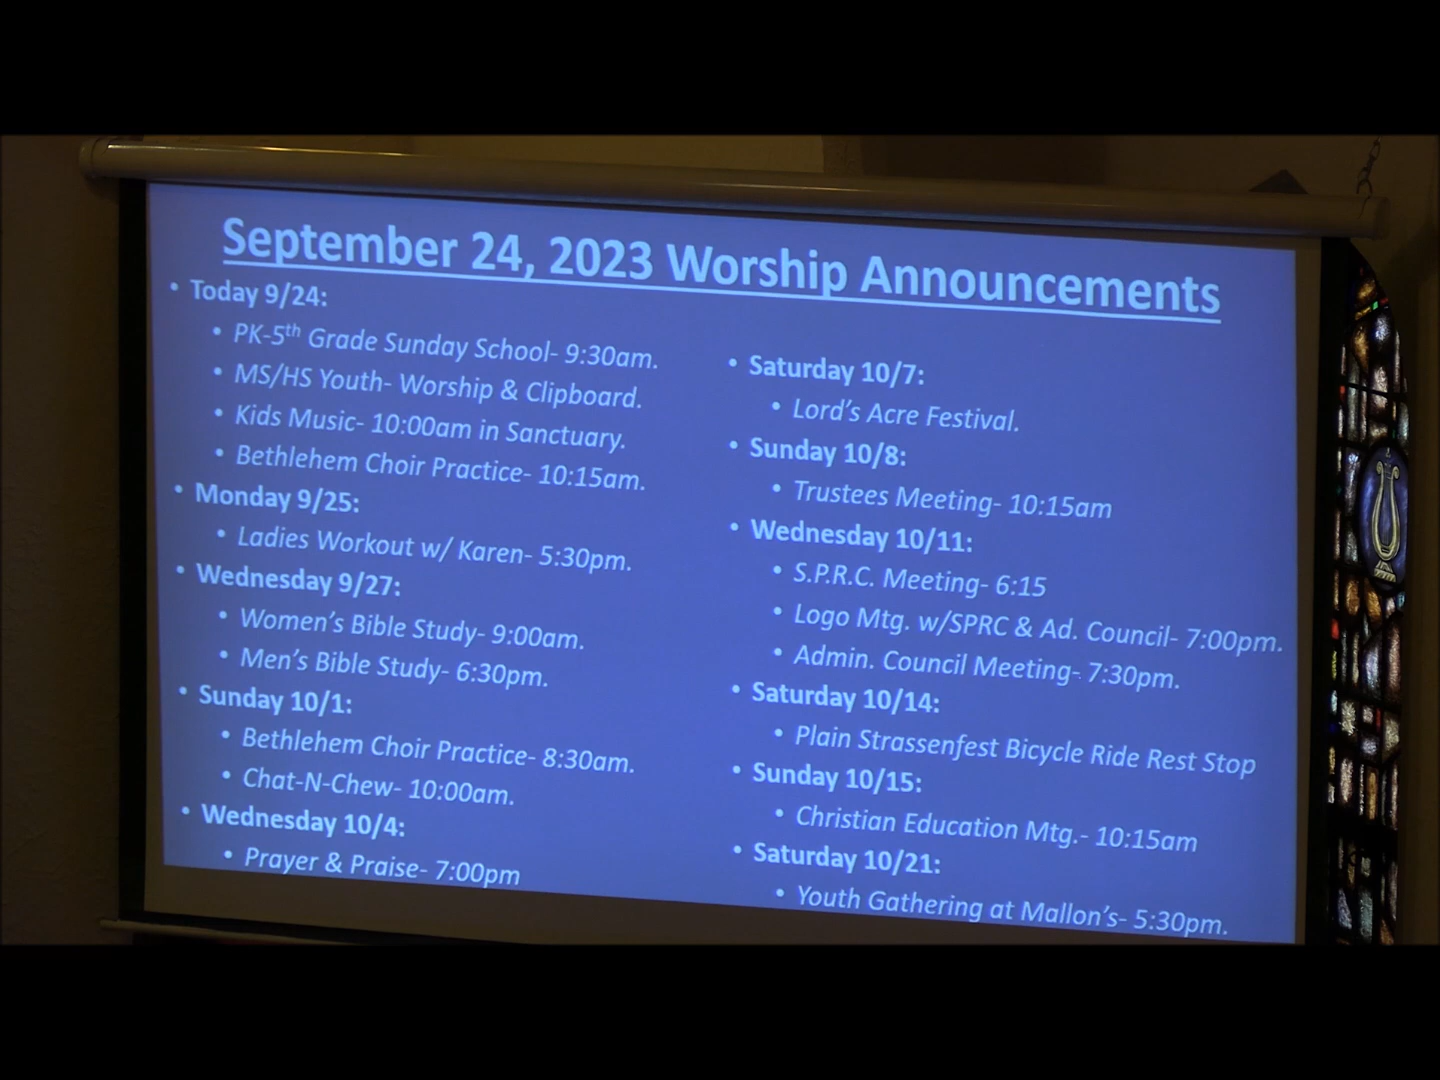 September 24, 2023 Worship Announcements
• Today 9/24:
• PK-5th Grade Sunday School- 9:30am.
• MS/HS Youth- Worship & Clipboard.
• Kids Music- 10:00am in Sanctuary.
• Bethlehem Choir Practice- 10:15am.
• Monday 9/25:
• Ladies Workout w/ Karen- 5:30pm.
• Wednesday 9/27:
• Women's Bible Study- 9:00am.
• Men's Bible Study- 6:30pm.
• Sunday 10/1:
• Bethlehem Choir Practice- 8:30am.
• Chat-N-Chew- 10:00am.
• Wednesday 10/4:
• Prayer & Praise- 7:00pm
• Saturday 10/7:
• Lord's Acre Festival.
• Sunday 10/8:
• Trustees Meeting- 10:15am
• Wednesday 10/11:
• S.P.R.C. Meeting- 6:15
• Logo Mtg. w/SPRC & Ad. Council- 7:00pm.
• Admin. Council Meeting- 7:30pm.
• Saturday 10/14:
• Plain Strassenfest Bicycle Ride Rest Stop
• Sunday 10/15:
• Christian Education Mtg.- 10:15am
• Saturday 10/21:
• Youth Gathering at Mallon's- 5:30pm.